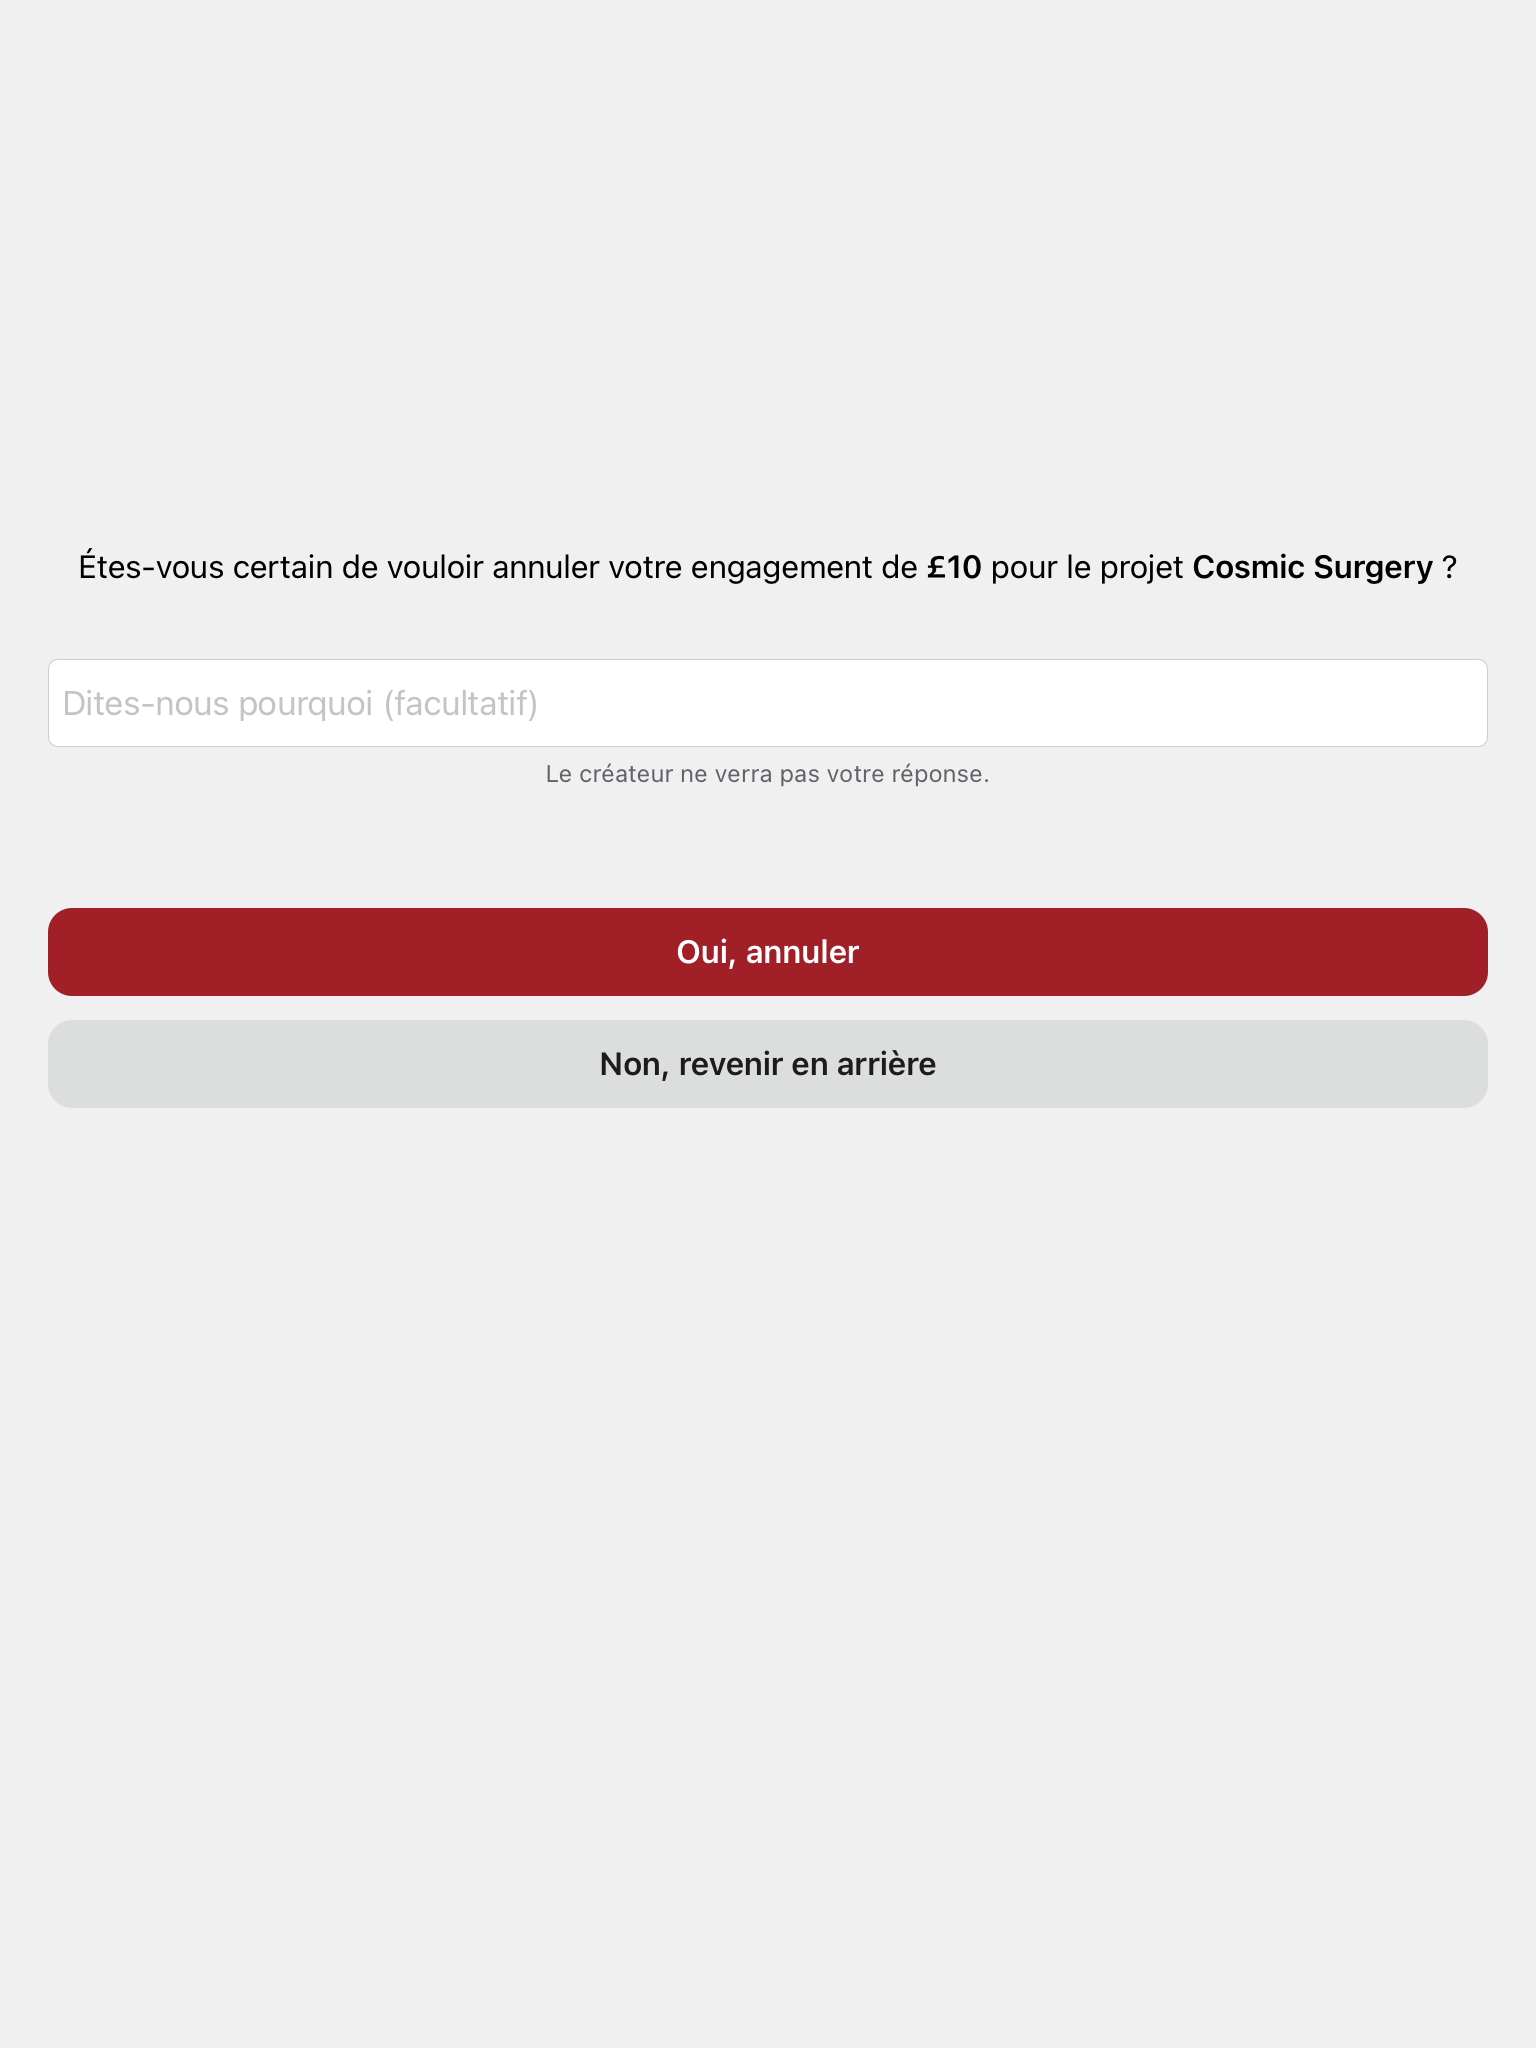 Êtes-vous certain de vouloir annuler votre engagement de £10 pour le projet Cosmic Surgery ?
Dites-nous pourquoi (facultatif)
Le créateur ne verra pas votre réponse.
Oui, annuler
Non, revenir en arrière